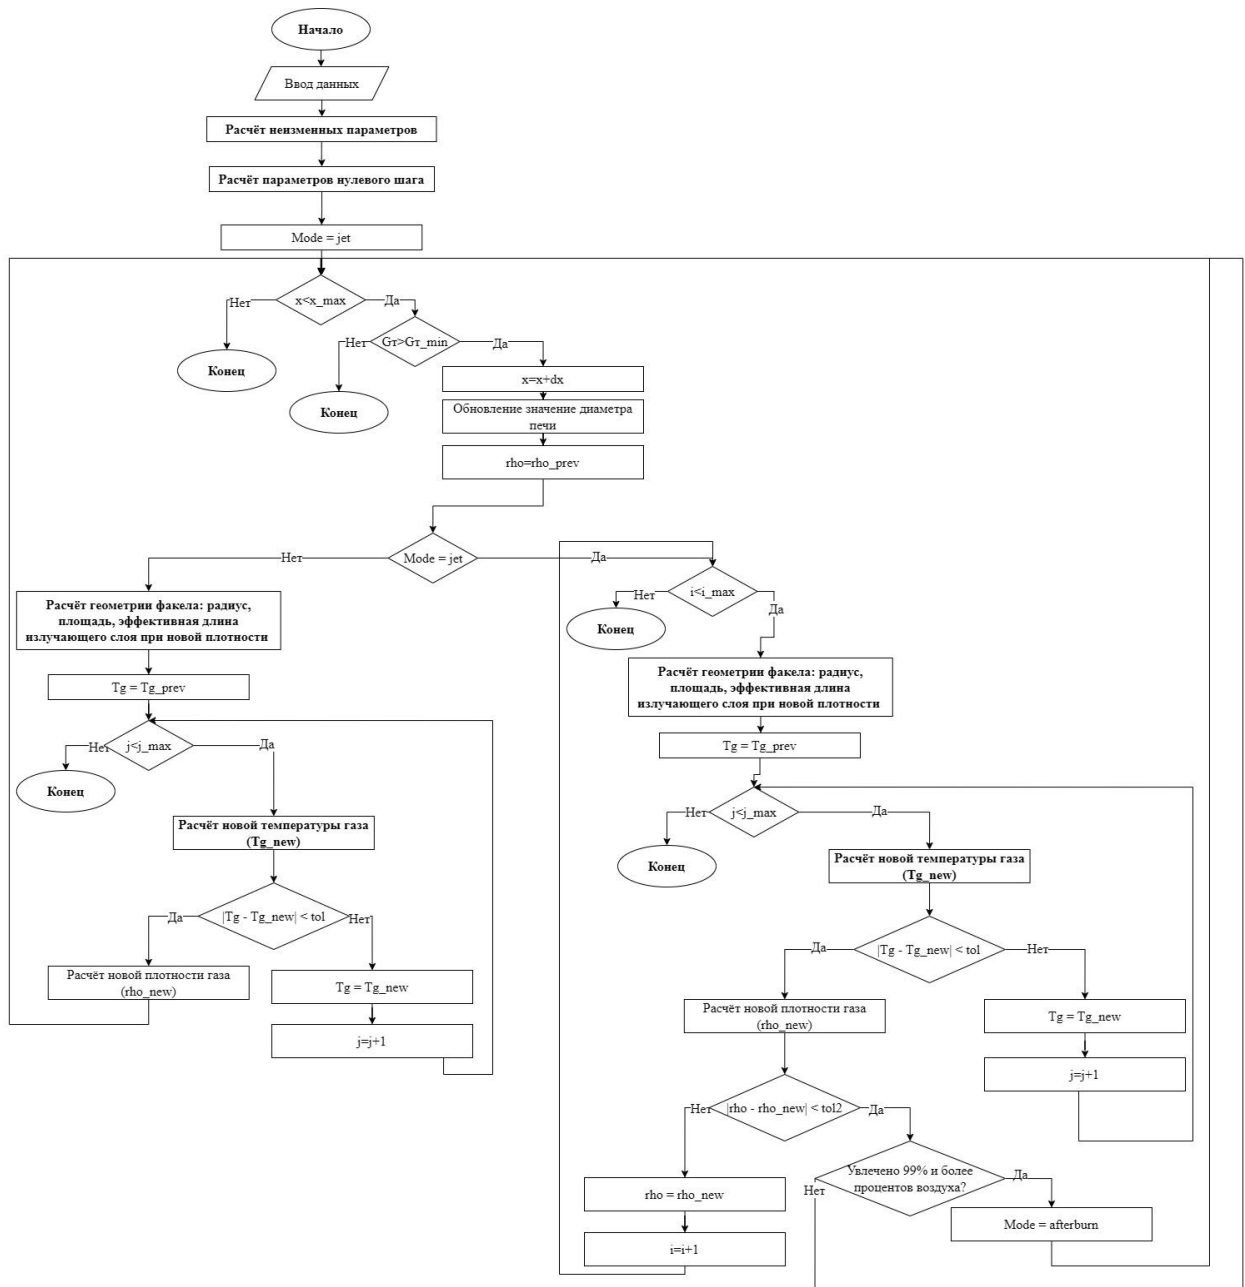 Начало
Ввод данных
Расчёт неизменных параметров
Расчёт параметров нулевого шага
Mode = jet
x<x_max
Нет
Да
Конец
Gт>Gт_min
Нет
Да
Конец
x=x+dx
Обновление значение диаметра
печи
rho=rho_prev
Mode = jet
Нет
Да
Расчёт геометрии факела: радиус,
площадь, эффективная длина
излучающего слоя при новой плотности
Tg = Tg_prev
j<j_max
Нет
Да
Конец
Расчёт новой температуры газа
(Tg_new)
|Tg - Tg_new| < tol
Да
Нет
Расчёт новой плотности газа
(rho_new)
Tg = Tg_new
j=j+1
i<i_max
Нет
Да
Конец
Расчёт геометрии факела: радиус,
площадь, эффективная длина
излучающего слоя при новой плотности
Tg = Tg_prev
j<j_max
Нет
Да
Конец
Расчёт новой температуры газа
(Tg_new)
|Tg - Tg_new| < tol
Да
Нет
Расчёт новой плотности газа
(rho_new)
Tg = Tg_new
j=j+1
|rho - rho_new| < tol2
Нет
Да
rho = rho_new
i=i+1
Увлечено 99% и более
процентов воздуха?
Нет
Да
Mode = afterburn